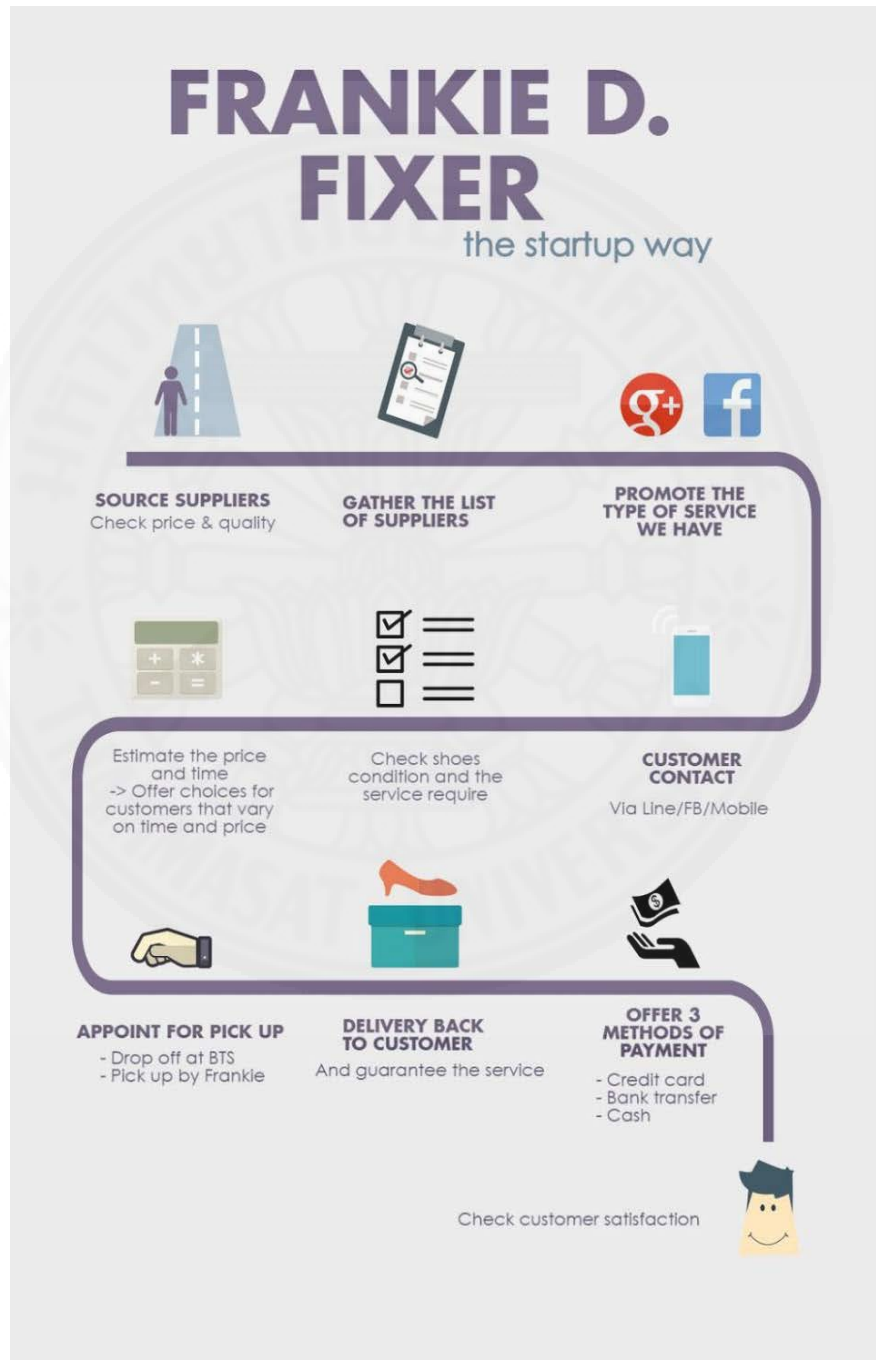 FRANKIE D.
FIXER
the startup way
g+ f
SOURCE SUPPLIERS
Check price & quality
GATHER THE LIST
OF SUPPLIERS
PROMOTE THE
TYPE OF SERVICE
WE HAVE
CUSTOMER
CONTACT
Via Line/FB/Mobile
Check shoes
condition and the
service require
+ *
- =
Estimate the price
and time
-> Offer choices for
customers that vary
on time and price
APPOINT FOR PICK UP
- Drop off at BTS
- Pick up by Frankie
DELIVERY BACK
TO CUSTOMER
And guarantee the service
$
OFFER 3
METHODS OF
PAYMENT
- Credit card
- Bank transfer
- Cash
Check customer satisfaction